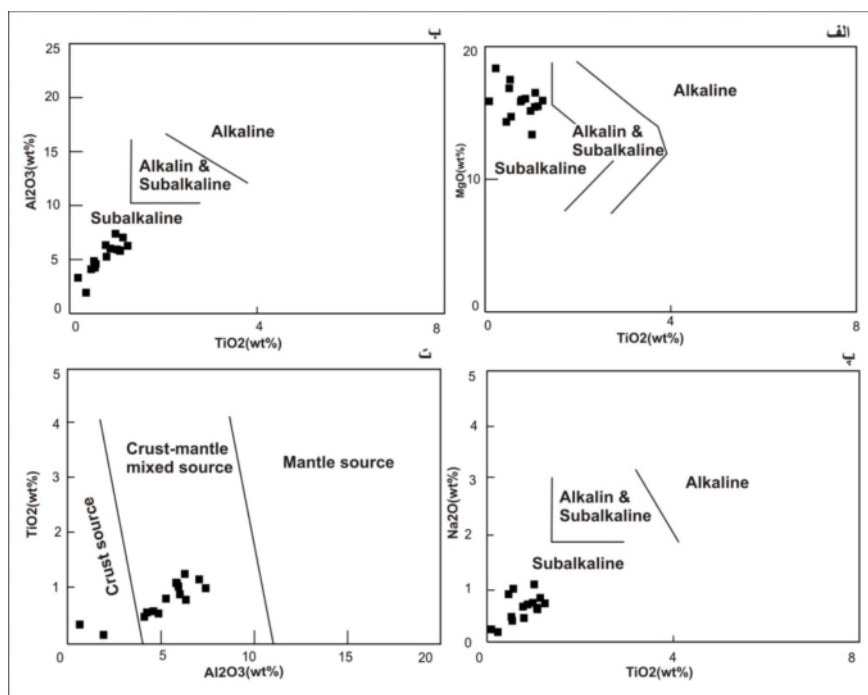 ب
25
20
15
10
5
0
Al2O3(wt%)
Alkaline
Alkalin &
Subalkaline
Subalkaline
0
4
8
TiO2(wt%)
الف
20
10
0
MgO(wt%)
Alkaline
Alkalin &
Subalkaline
Subalkaline
0
4
8
TiO2(wt%)
5
4
3
2
1
0
TiO2(wt%)
Crust source
Crust-mantle
mixed source
Mantle source
0
5
10
15
20
Al2O3(wt%)
5
4
3
2
1
0
Na2O(wt%)
Alkalin &
Subalkaline
Alkaline
Subalkaline
0
4
8
TiO2(wt%)